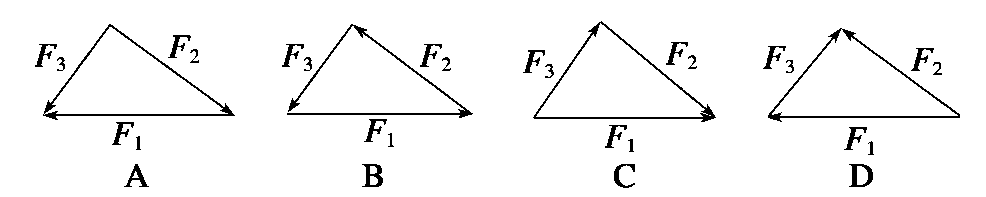 F₃ F₂ F₃ F₂ F₃ F₂ F₃ F₂
F₁ F₁ F₁ F₁
A B C D